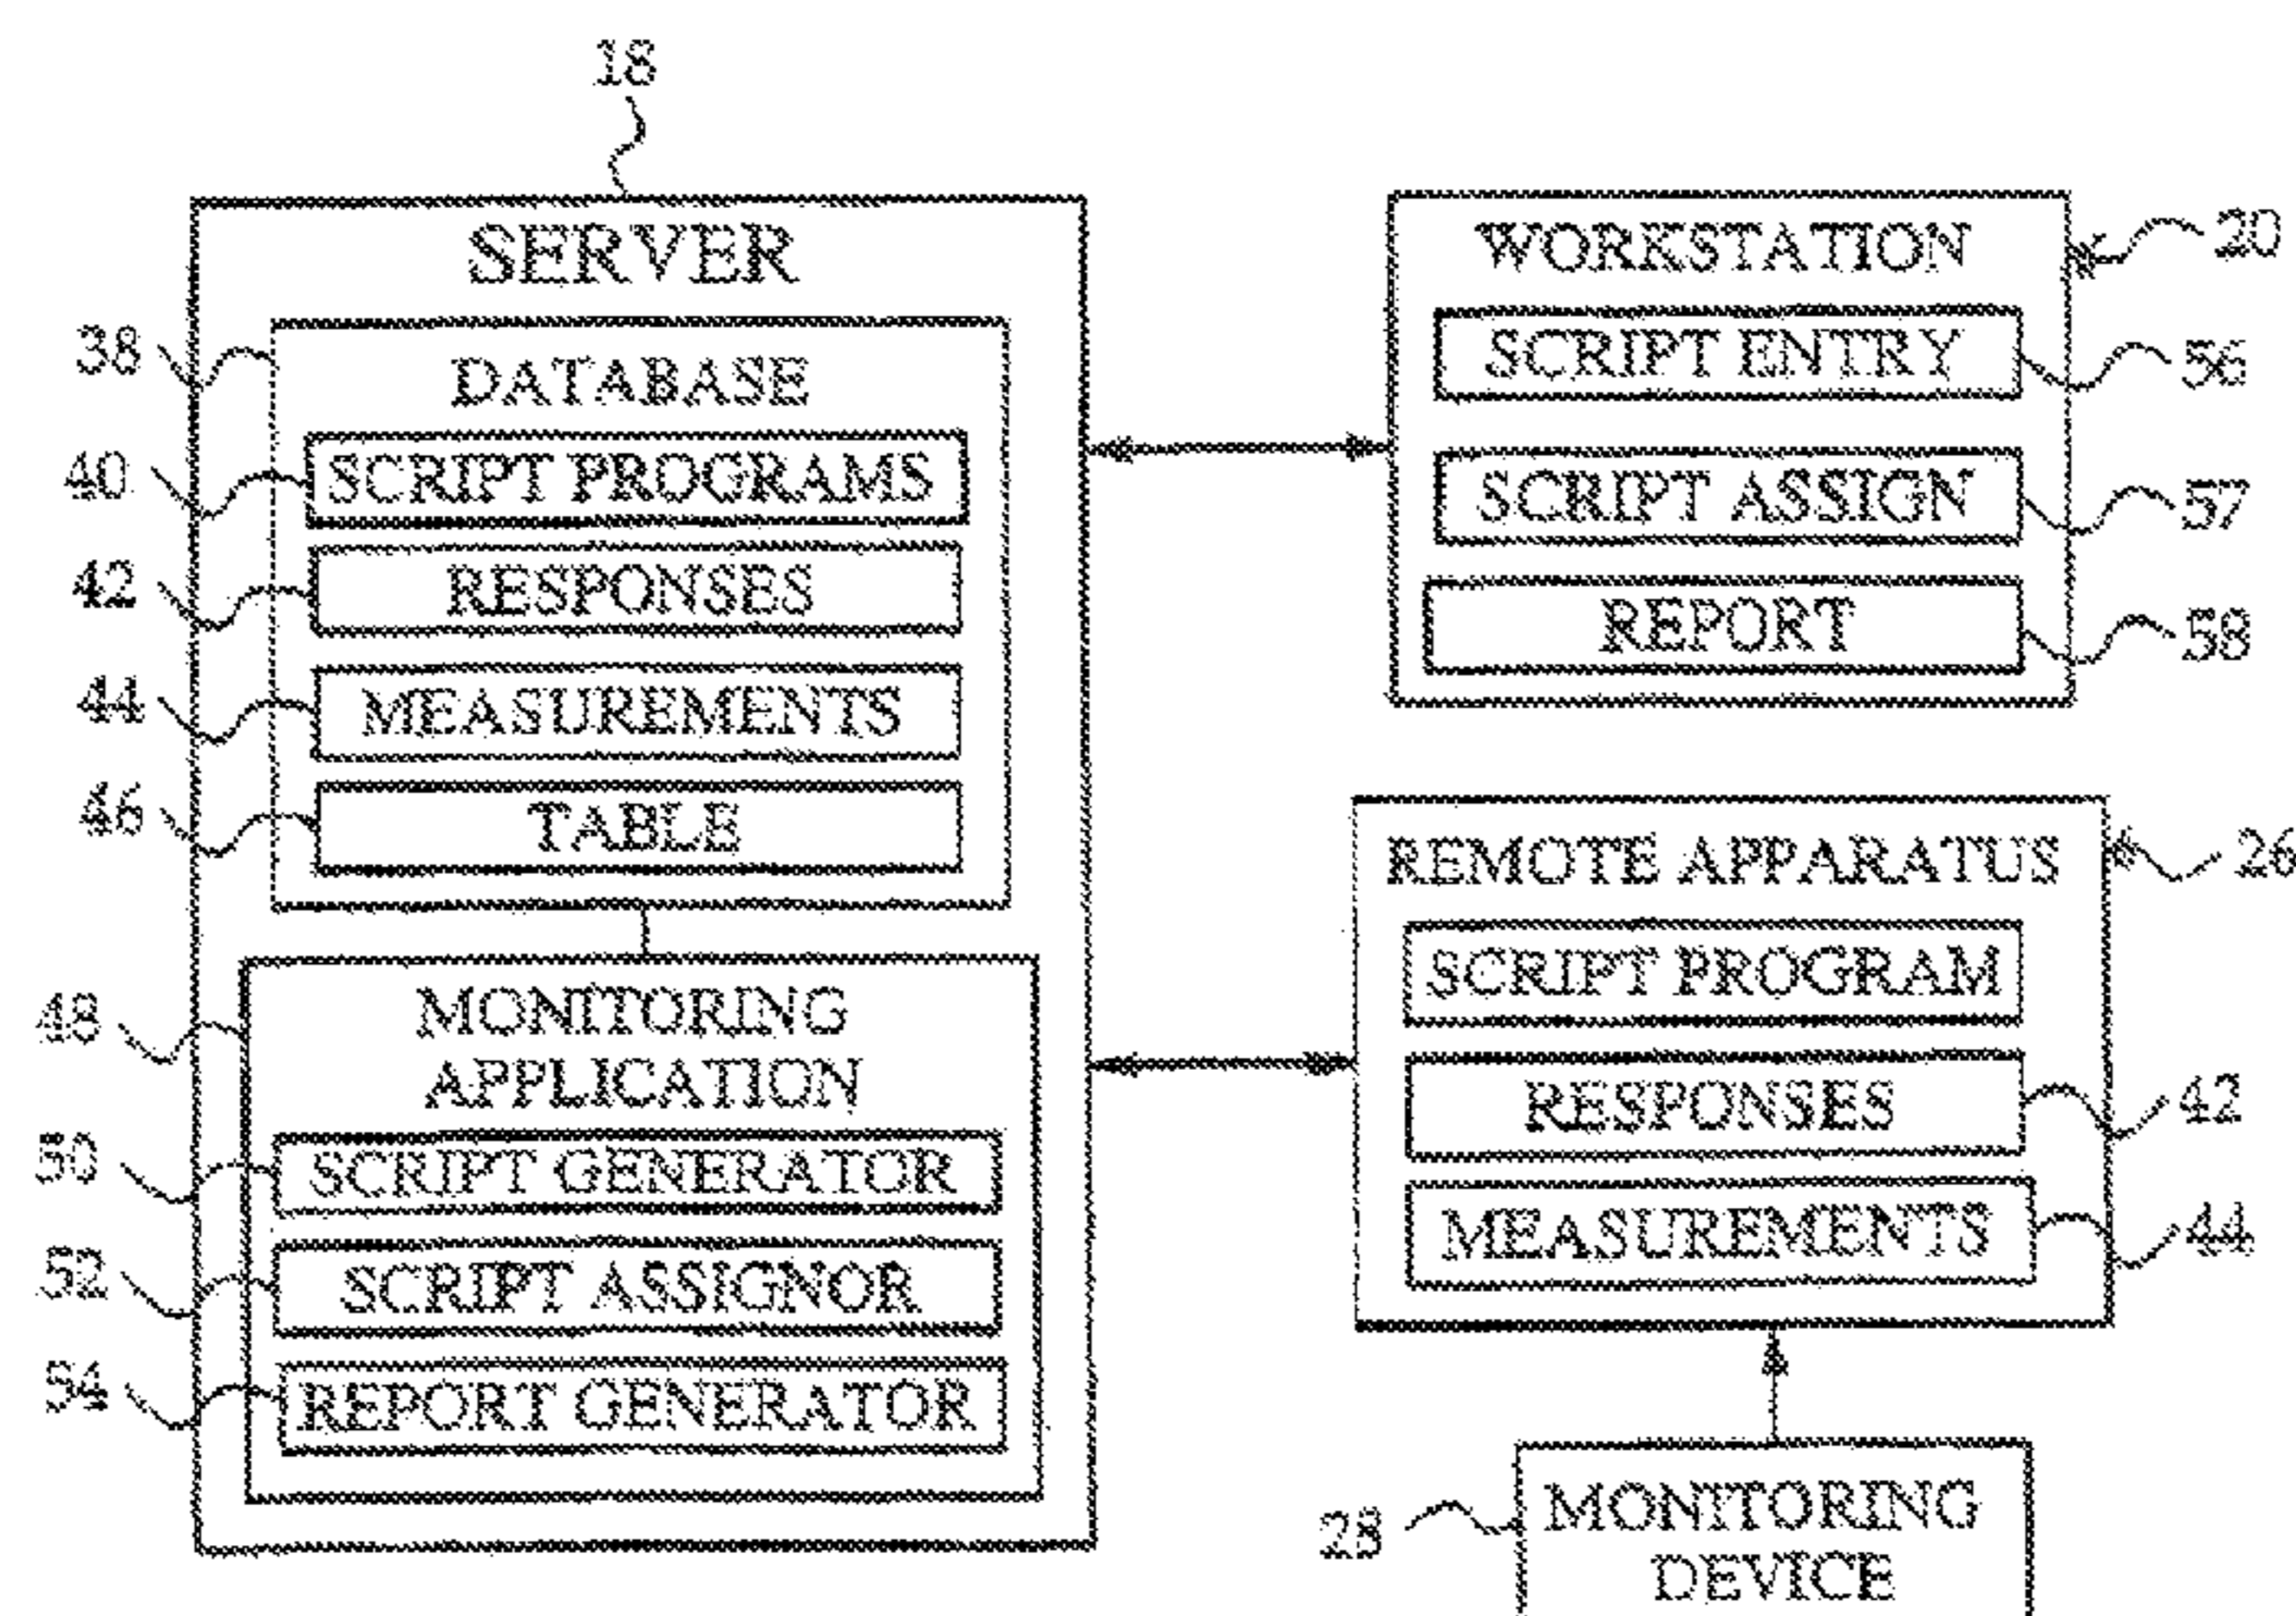 18
SERVER
38
DATABASE
40
SCRIPT PROGRAMS
42
RESPONSES
44
MEASUREMENTS
46
TABLE
48
MONITORING
APPLICATION
50
SCRIPT GENERATOR
52
SCRIPT ASSIGNOR
54
REPORT GENERATOR
WORKSTATION
20
SCRIPT ENTRY
56
SCRIPT ASSIGN
57
REPORT
58
REMOTE APPARATUS
26
SCRIPT PROGRAM
RESPONSES
42
MEASUREMENTS
44
28
MONITORING
DEVICE